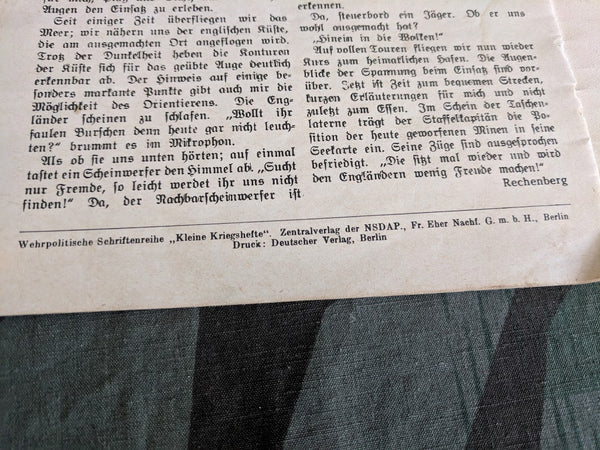 Augen den Einsatz zu erleben.
Seit einiger Zeit überfliegen wir das
Meer; wir nähern uns der englischen Küste,
die am ausgemachten Ort angeflogen wird.
Trotz der Dunkelheit heben die Konturen
der Küste sich für das geübte Auge deutlich
erkennbar ab. Der Hinweis auf einige be-
sonders markante Punkte gibt auch mir die
Möglichkeit des Orientierens. Die Eng-
länder scheinen zu schlafen. „Wollt ihr
faulen Burschen denn heute gar nicht leuch-
ten?“ brummt es im Mikrophon.
Als ob sie uns unten hörten; auf einmal
tastet ein Scheinwerfer den Himmel ab. „Sucht
nur Fremde, so leicht werdet ihr uns nicht
finden!“ Da, der Nachbarscheinwerfer ist
erkennen.
Da, steuerbord ein Jäger. Ob er uns
wohl ausgemacht hat?
„Hinein in die Wolken!“
Auf vollen Touren fliegen wir nun wieder
Kurs zum heimatlichen Hafen. Die Augen-
blicke der Spannung beim Einsatz sind vor-
über. Jetzt ist Zeit zum bequemen Strecken,
kurzen Erläuterungen für mich und nicht
zuletzt zum Essen. Im Schein der Taschen-
laterne trägt der Staffelkapitän die Po-
sition der heute geworfenen Minen in seine
Seekarte ein. Seine Züge sind ausgesprochen
befriedigt. „Die sitzt mal wieder und wird
den Engländern wenig Freude machen!“
Rechenberg
Wehrpolitische Schriftenreihe „Kleine Kriegshefte“. Zentralverlag der NSDAP., Fr. Eher Nachf. G. m. b. H., Berlin
Druck: Deutscher Verlag, Berlin